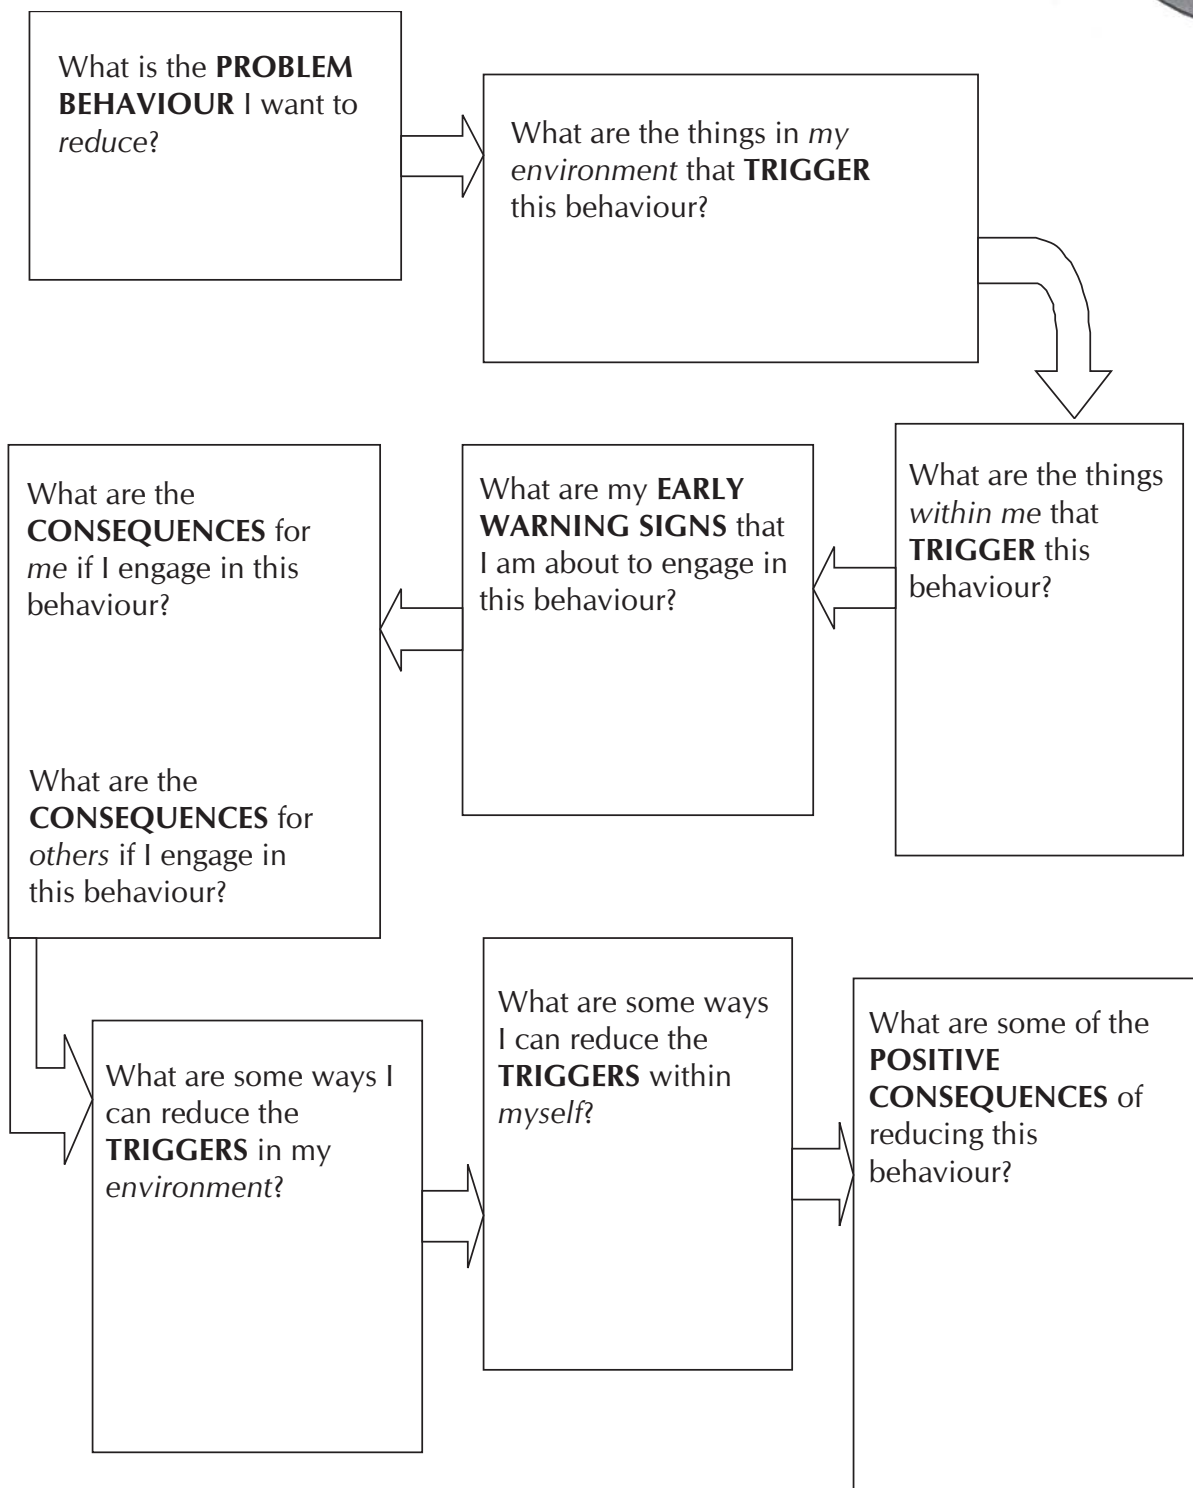 What is the PROBLEM
BEHAVIOUR I want to
reduce?
What are the things in my
environment that TRIGGER
this behaviour?
What are the things
within me that
TRIGGER this
behaviour?
What are my EARLY
WARNING SIGNS that
I am about to engage in
this behaviour?
What are the
CONSEQUENCES for
me if I engage in this
behaviour?
What are the
CONSEQUENCES for
others if I engage in
this behaviour?
What are some ways I
can reduce the
TRIGGERS in my
environment?
What are some ways
I can reduce the
TRIGGERS within
myself?
What are some of the
POSITIVE
CONSEQUENCES of
reducing this
behaviour?